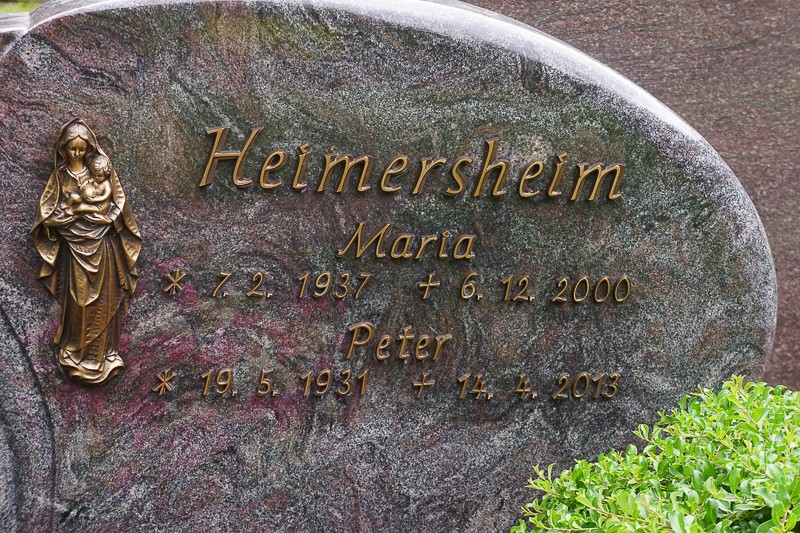 Heimersheim
Maria
* 7. 2. 1937 † 6. 12. 2000
Peter
* 19. 5. 1931 † 14. 4. 2013